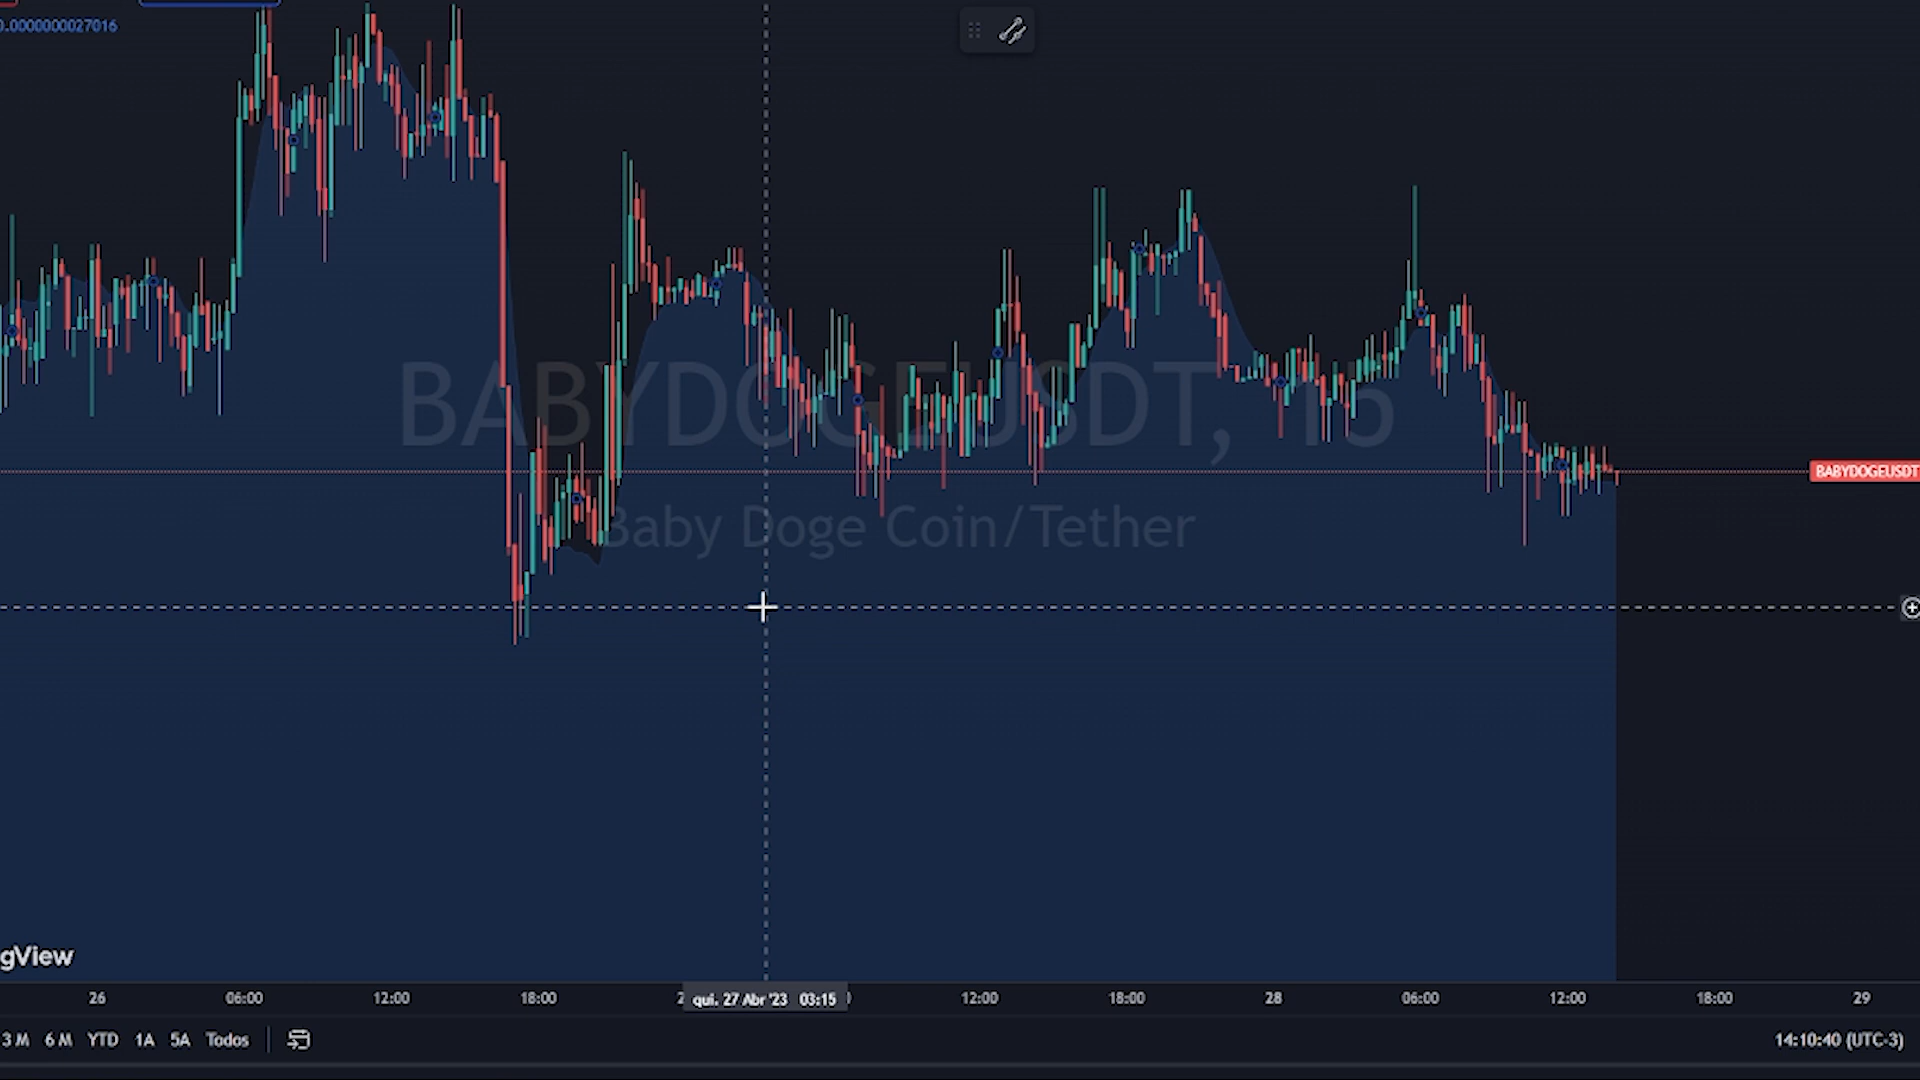 0.0000000027016
BABYDOGEUSDT, 15
BABYDOGEUSDT
Baby Doge Coin/Tether
gView
26 06:00 12:00 18:00 qui. 27 Abr '23 03:15 12:00 18:00 28 06:00 12:00 18:00 29
3 M 6 M YTD 1A 5A Todos 14:10:40 (UTC-3)